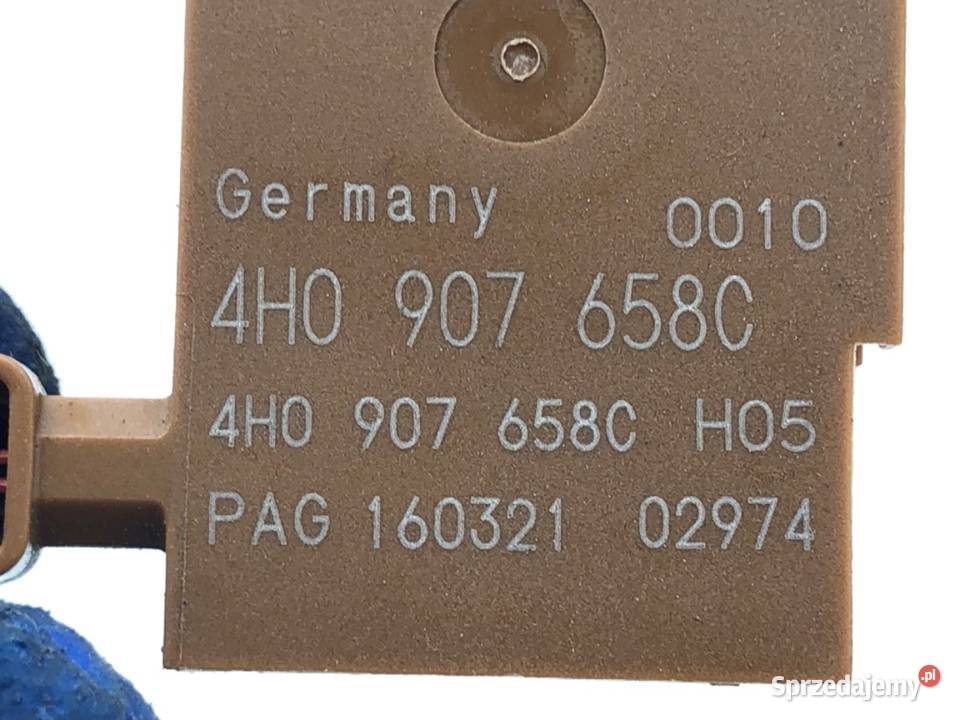 Germany 0010
4H0 907 658C
4H0 907 658C H05
PAG 160321 02974
Sprzedajemy.pl